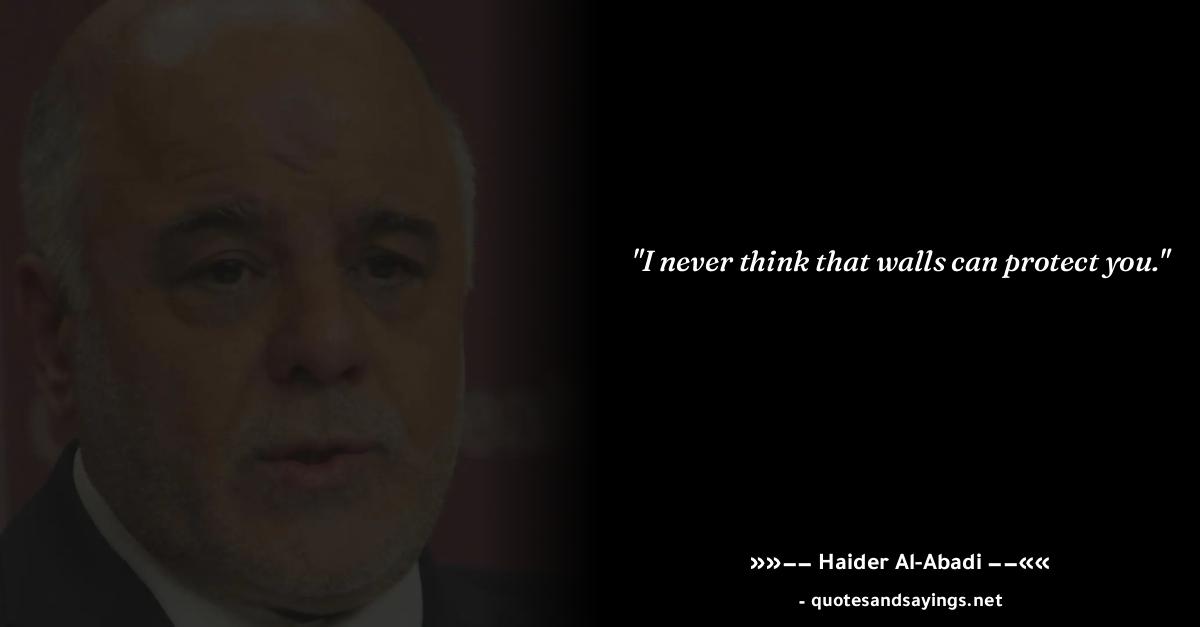 "I never think that walls can protect you."
»»−− Haider Al-Abadi −−««
- quotesandsayings.net